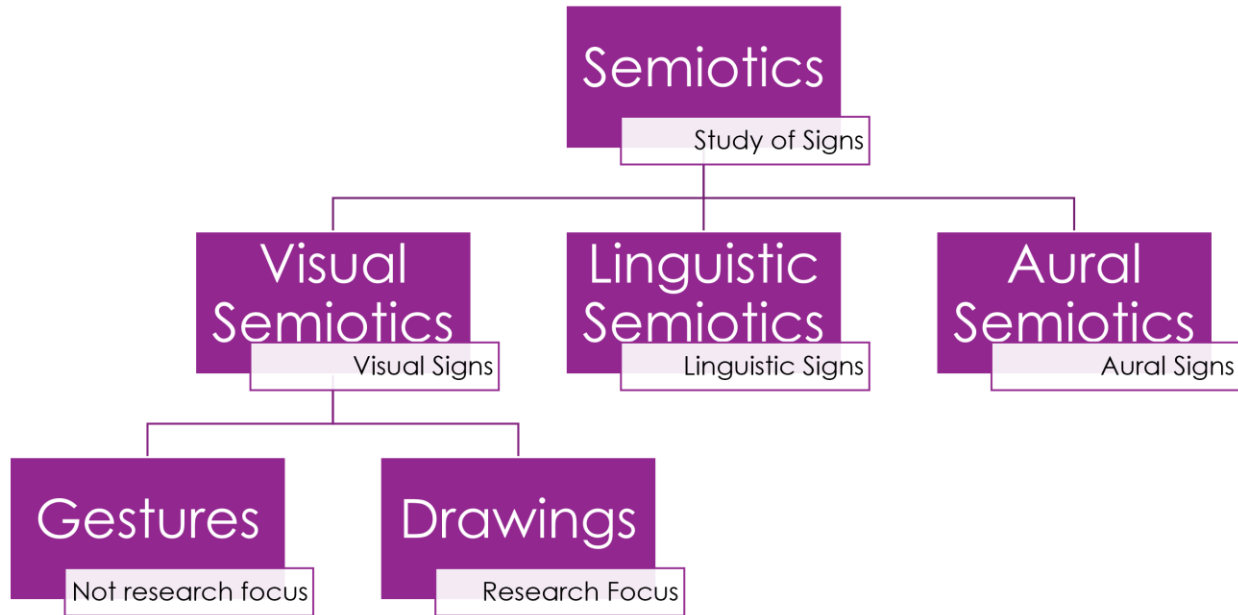 Semiotics
Study of Signs
Visual
Semiotics
Visual Signs
Linguistic
Semiotics
Linguistic Signs
Aural
Semiotics
Aural Signs
Gestures
Not research focus
Drawings
Research Focus